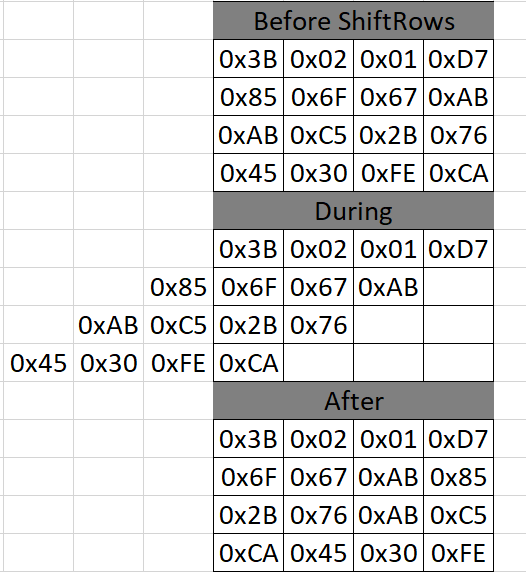 Before ShiftRows
0x3B 0x02 0x01 0xD7
0x85 0x6F 0x67 0xAB
0xAB 0xC5 0x2B 0x76
0x45 0x30 0xFE 0xCA
During
0x3B 0x02 0x01 0xD7
0x85 0x6F 0x67 0xAB
0xAB 0xC5 0x2B 0x76
0x45 0x30 0xFE 0xCA
After
0x3B 0x02 0x01 0xD7
0x6F 0x67 0xAB 0x85
0x2B 0x76 0xAB 0xC5
0xCA 0x45 0x30 0xFE